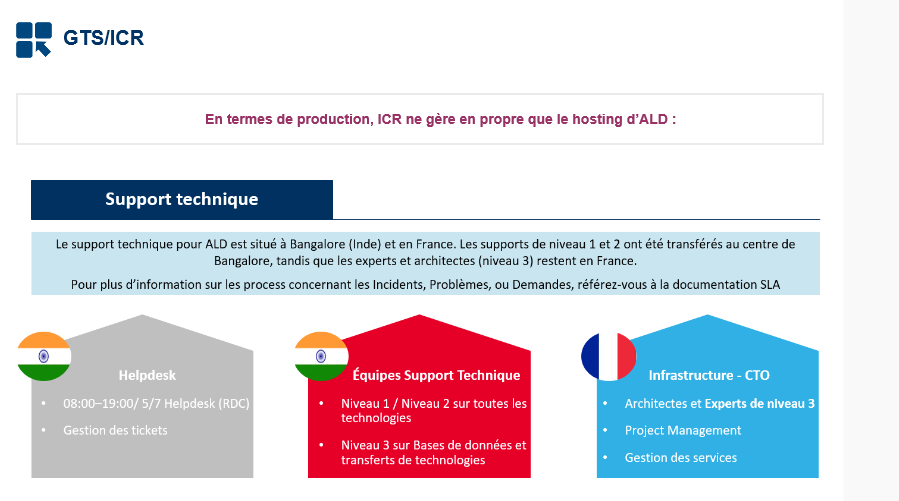 GTS/ICR
En termes de production, ICR ne gère en propre que le hosting d'ALD :
Support technique
Le support technique pour ALD est situé à Bangalore (Inde) et en France. Les supports de niveau 1 et 2 ont été transférés au centre de
Bangalore, tandis que les experts et architectes (niveau 3) restent en France.
Pour plus d'information sur les process concernant les Incidents, Problèmes, ou Demandes, référez-vous à la documentation SLA
Helpdesk
• 08:00–19:00/ 5/7 Helpdesk (RDC)
• Gestion des tickets
Équipes Support Technique
• Niveau 1 / Niveau 2 sur toutes les
technologies
• Niveau 3 sur Bases de données et
transferts de technologies
Infrastructure - CTO
• Architectes et Experts de niveau 3
• Project Management
• Gestion des services